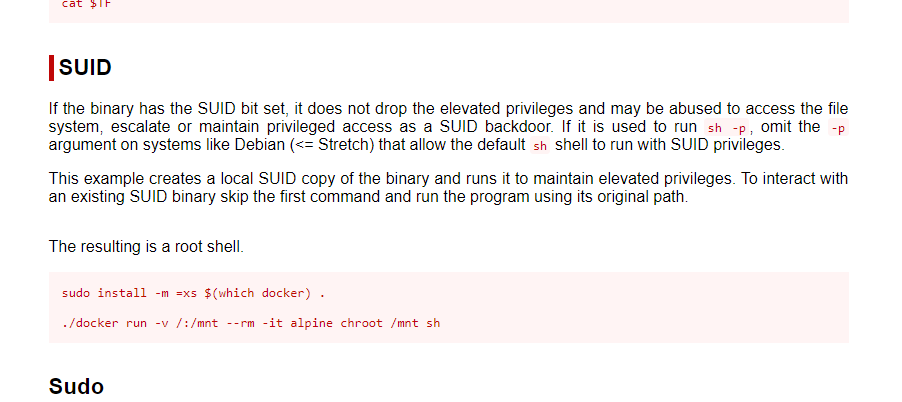 cat $TF
SUID
If the binary has the SUID bit set, it does not drop the elevated privileges and may be abused to access the file
system, escalate or maintain privileged access as a SUID backdoor. If it is used to run sh -p, omit the -p
argument on systems like Debian (<= Stretch) that allow the default sh shell to run with SUID privileges.
This example creates a local SUID copy of the binary and runs it to maintain elevated privileges. To interact with
an existing SUID binary skip the first command and run the program using its original path.
The resulting is a root shell.
sudo install -m =xs $(which docker) .
./docker run -v /:/mnt --rm -it alpine chroot /mnt sh
Sudo